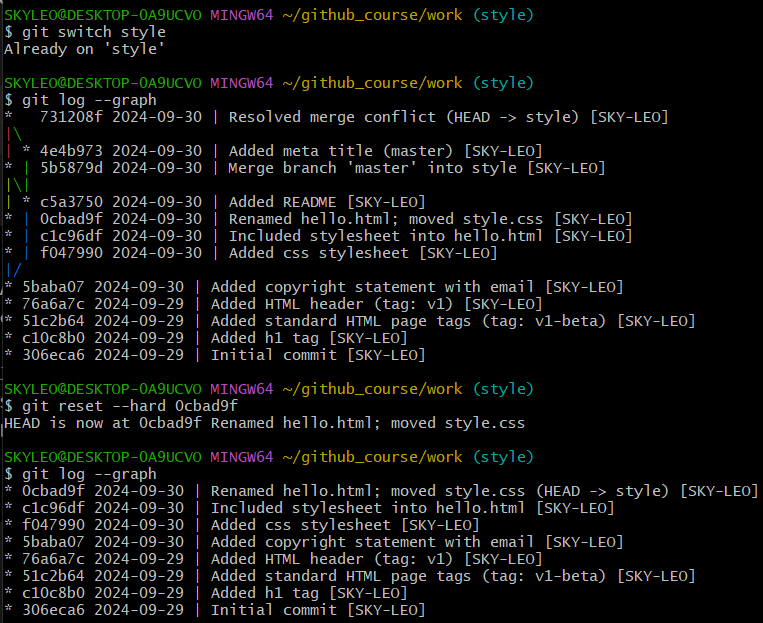 SKYLEO@DESKTOP-0A9UCVO MINGW64 ~/github_course/work (style)
$ git switch style
Already on 'style'
SKYLEO@DESKTOP-0A9UCVO MINGW64 ~/github_course/work (style)
$ git log --graph
*   731208f 2024-09-30 | Resolved merge conflict (HEAD -> style) [SKY-LEO]
|\
| * 4e4b973 2024-09-30 | Added meta title (master) [SKY-LEO]
* | 5b5879d 2024-09-30 | Merge branch 'master' into style [SKY-LEO]
|\|
| * c5a3750 2024-09-30 | Added README [SKY-LEO]
* | 0cbad9f 2024-09-30 | Renamed hello.html; moved style.css [SKY-LEO]
* | c1c96df 2024-09-30 | Included stylesheet into hello.html [SKY-LEO]
* | f047990 2024-09-30 | Added css stylesheet [SKY-LEO]
|/
* 5baba07 2024-09-30 | Added copyright statement with email [SKY-LEO]
* 76a6a7c 2024-09-29 | Added HTML header (tag: v1) [SKY-LEO]
* 51c2b64 2024-09-29 | Added standard HTML page tags (tag: v1-beta) [SKY-LEO]
* c10c8b0 2024-09-29 | Added h1 tag [SKY-LEO]
* 306eca6 2024-09-29 | Initial commit [SKY-LEO]
SKYLEO@DESKTOP-0A9UCVO MINGW64 ~/github_course/work (style)
$ git reset --hard 0cbad9f
HEAD is now at 0cbad9f Renamed hello.html; moved style.css
SKYLEO@DESKTOP-0A9UCVO MINGW64 ~/github_course/work (style)
$ git log --graph
* 0cbad9f 2024-09-30 | Renamed hello.html; moved style.css (HEAD -> style) [SKY-LEO]
* c1c96df 2024-09-30 | Included stylesheet into hello.html [SKY-LEO]
* f047990 2024-09-30 | Added css stylesheet [SKY-LEO]
* 5baba07 2024-09-30 | Added copyright statement with email [SKY-LEO]
* 76a6a7c 2024-09-29 | Added HTML header (tag: v1) [SKY-LEO]
* 51c2b64 2024-09-29 | Added standard HTML page tags (tag: v1-beta) [SKY-LEO]
* c10c8b0 2024-09-29 | Added h1 tag [SKY-LEO]
* 306eca6 2024-09-29 | Initial commit [SKY-LEO]